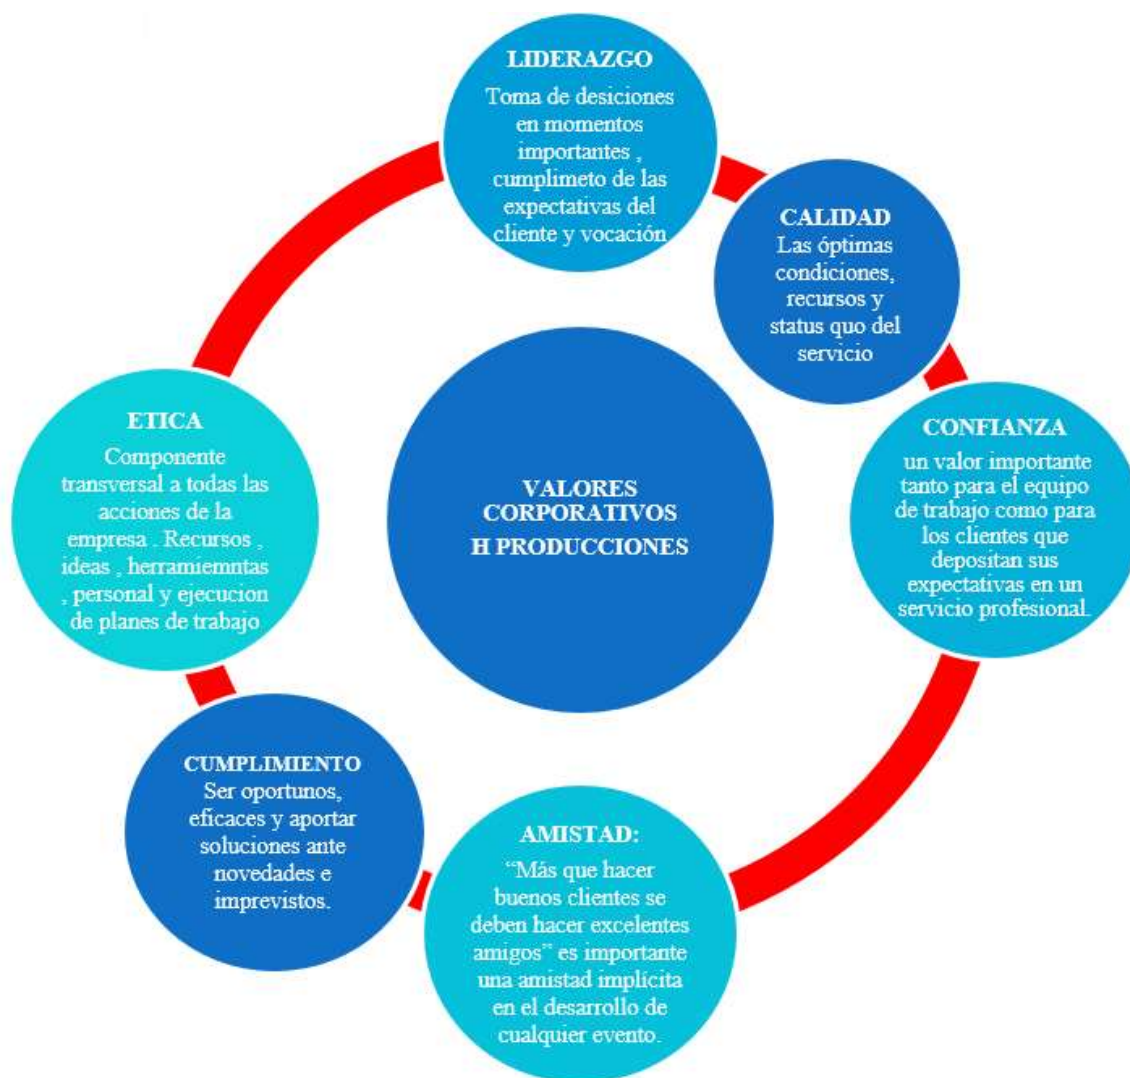 LIDERAZGO
Toma de desiciones
en momentos
importantes ,
cumplimeto de las
expectativas del
cliente y vocación
CALIDAD
Las óptimas
condiciones,
recursos y
status quo del
servicio
CONFIANZA
un valor importante
tanto para el equipo
de trabajo como para
los clientes que
depositan sus
expectativas en un
servicio profesional.
AMISTAD:
“Más que hacer
buenos clientes se
deben hacer excelentes
amigos” es importante
una amistad implícita
en el desarrollo de
cualquier evento.
CUMPLIMIENTO
Ser oportunos,
eficaces y aportar
soluciones ante
novedades e
imprevistos.
ETICA
Componente
transversal a todas las
acciones de la
empresa . Recursos ,
ideas , herramiemntas
, personal y ejecucion
de planes de trabajo
VALORES
CORPORATIVOS
H PRODUCCIONES